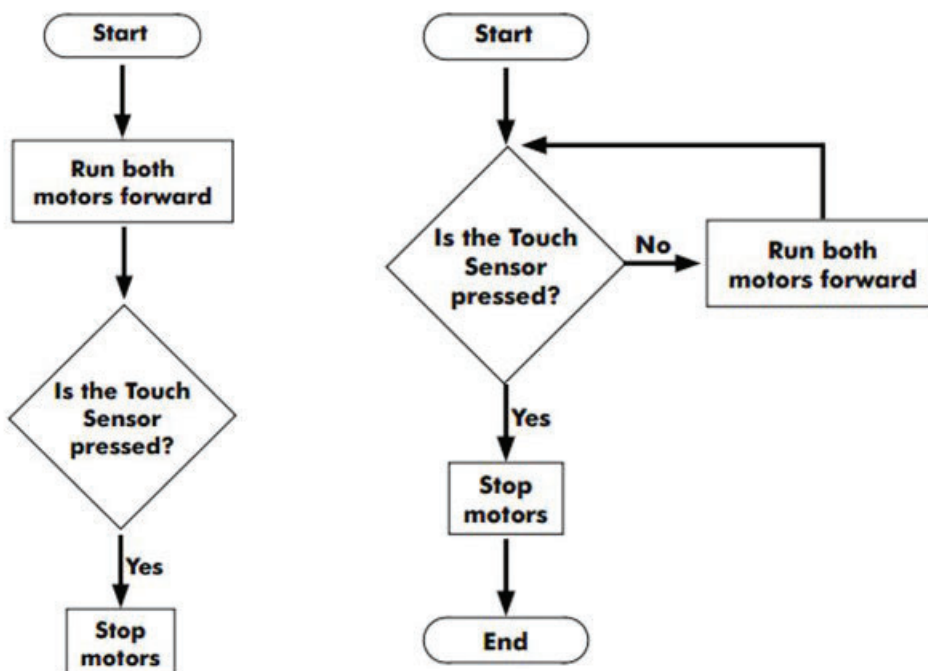 Start
Run both
motors forward
Is the Touch
Sensor
pressed?
Yes
Stop
motors
Start
Is the Touch
Sensor
pressed?
No
Run both
motors forward
Yes
Stop
motors
End